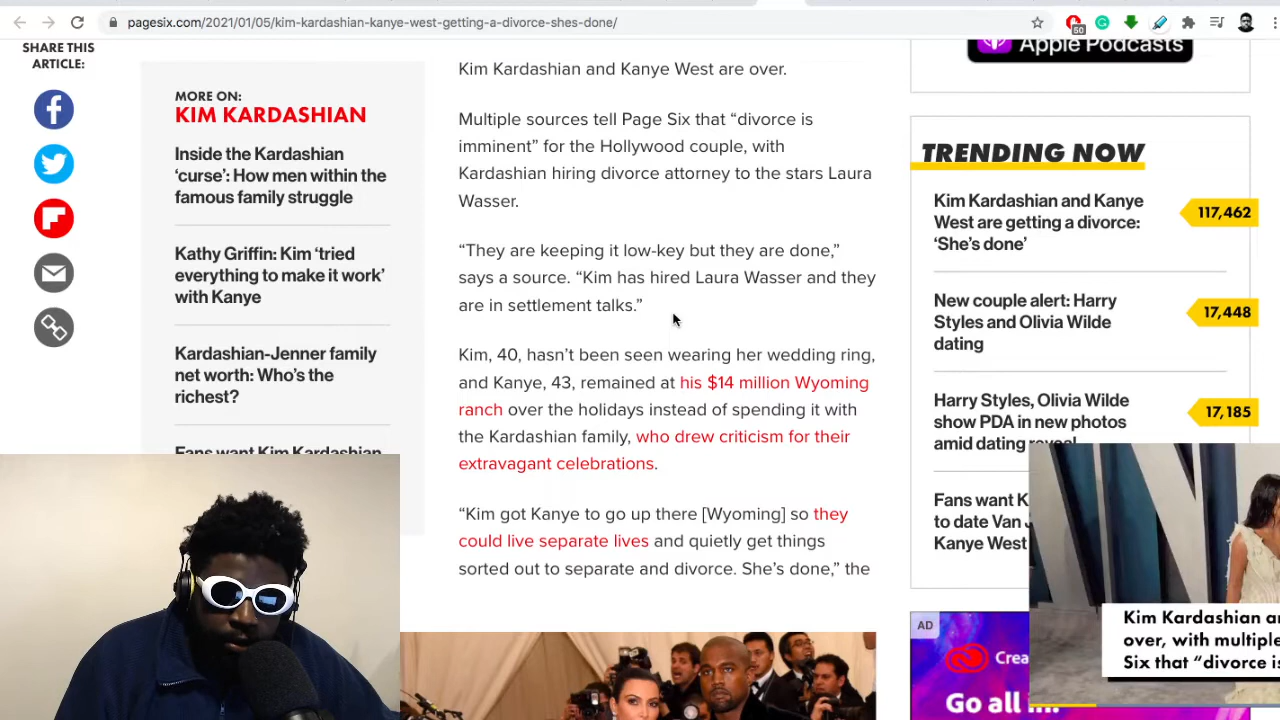 pagesix.com/2021/01/05/kim-kardashian-kanye-west-getting-a-divorce-shes-done/
50
SHARE THIS
ARTICLE:
MORE ON:
KIM KARDASHIAN
Inside the Kardashian
‘curse’: How men within the
famous family struggle
Kathy Griffin: Kim ‘tried
everything to make it work’
with Kanye
Kardashian-Jenner family
net worth: Who’s the
richest?
Fans want Kim Kardashian
Kim Kardashian and Kanye West are over.
Multiple sources tell Page Six that “divorce is
imminent” for the Hollywood couple, with
Kardashian hiring divorce attorney to the stars Laura
Wasser.
“They are keeping it low-key but they are done,”
says a source. “Kim has hired Laura Wasser and they
are in settlement talks.”
Kim, 40, hasn’t been seen wearing her wedding ring,
and Kanye, 43, remained at his $14 million Wyoming
ranch over the holidays instead of spending it with
the Kardashian family, who drew criticism for their
extravagant celebrations.
“Kim got Kanye to go up there [Wyoming] so they
could live separate lives and quietly get things
sorted out to separate and divorce. She’s done,” the
Apple Podcasts
TRENDING NOW
Kim Kardashian and Kanye
West are getting a divorce:
‘She’s done’
117,462
New couple alert: Harry
Styles and Olivia Wilde
dating
17,448
Harry Styles, Olivia Wilde
show PDA in new photos
amid dating reveal
17,185
Fans want K
to date Van
Kanye West
AD
Crea
Go all in.
Kim Kardashian an
over, with multiple
Six that “divorce is